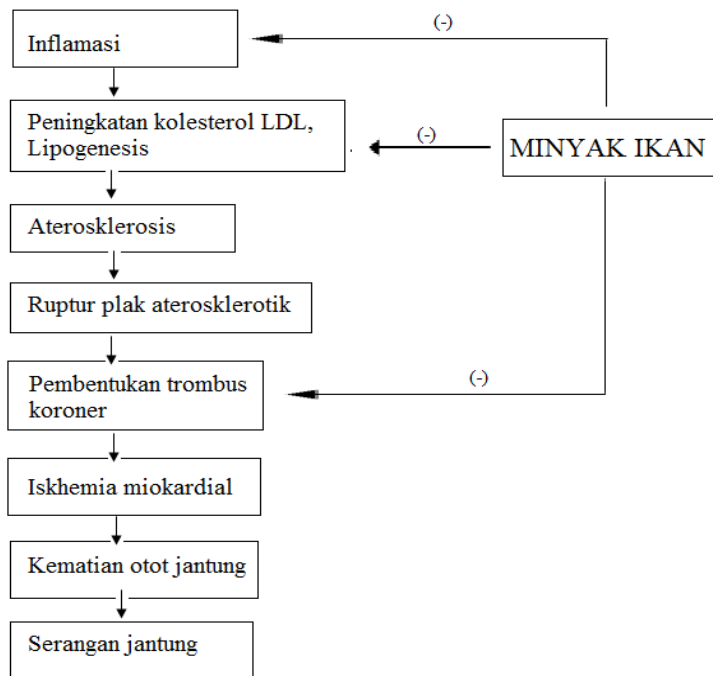 (-)
Inflamasi
Peningkatan kolesterol LDL,
Lipogenesis
(-)
MINYAK IKAN
Aterosklerosis
Ruptur plak aterosklerotik
Pembentukan trombus
koroner
(-)
Iskhemia miokardial
Kematian otot jantung
Serangan jantung